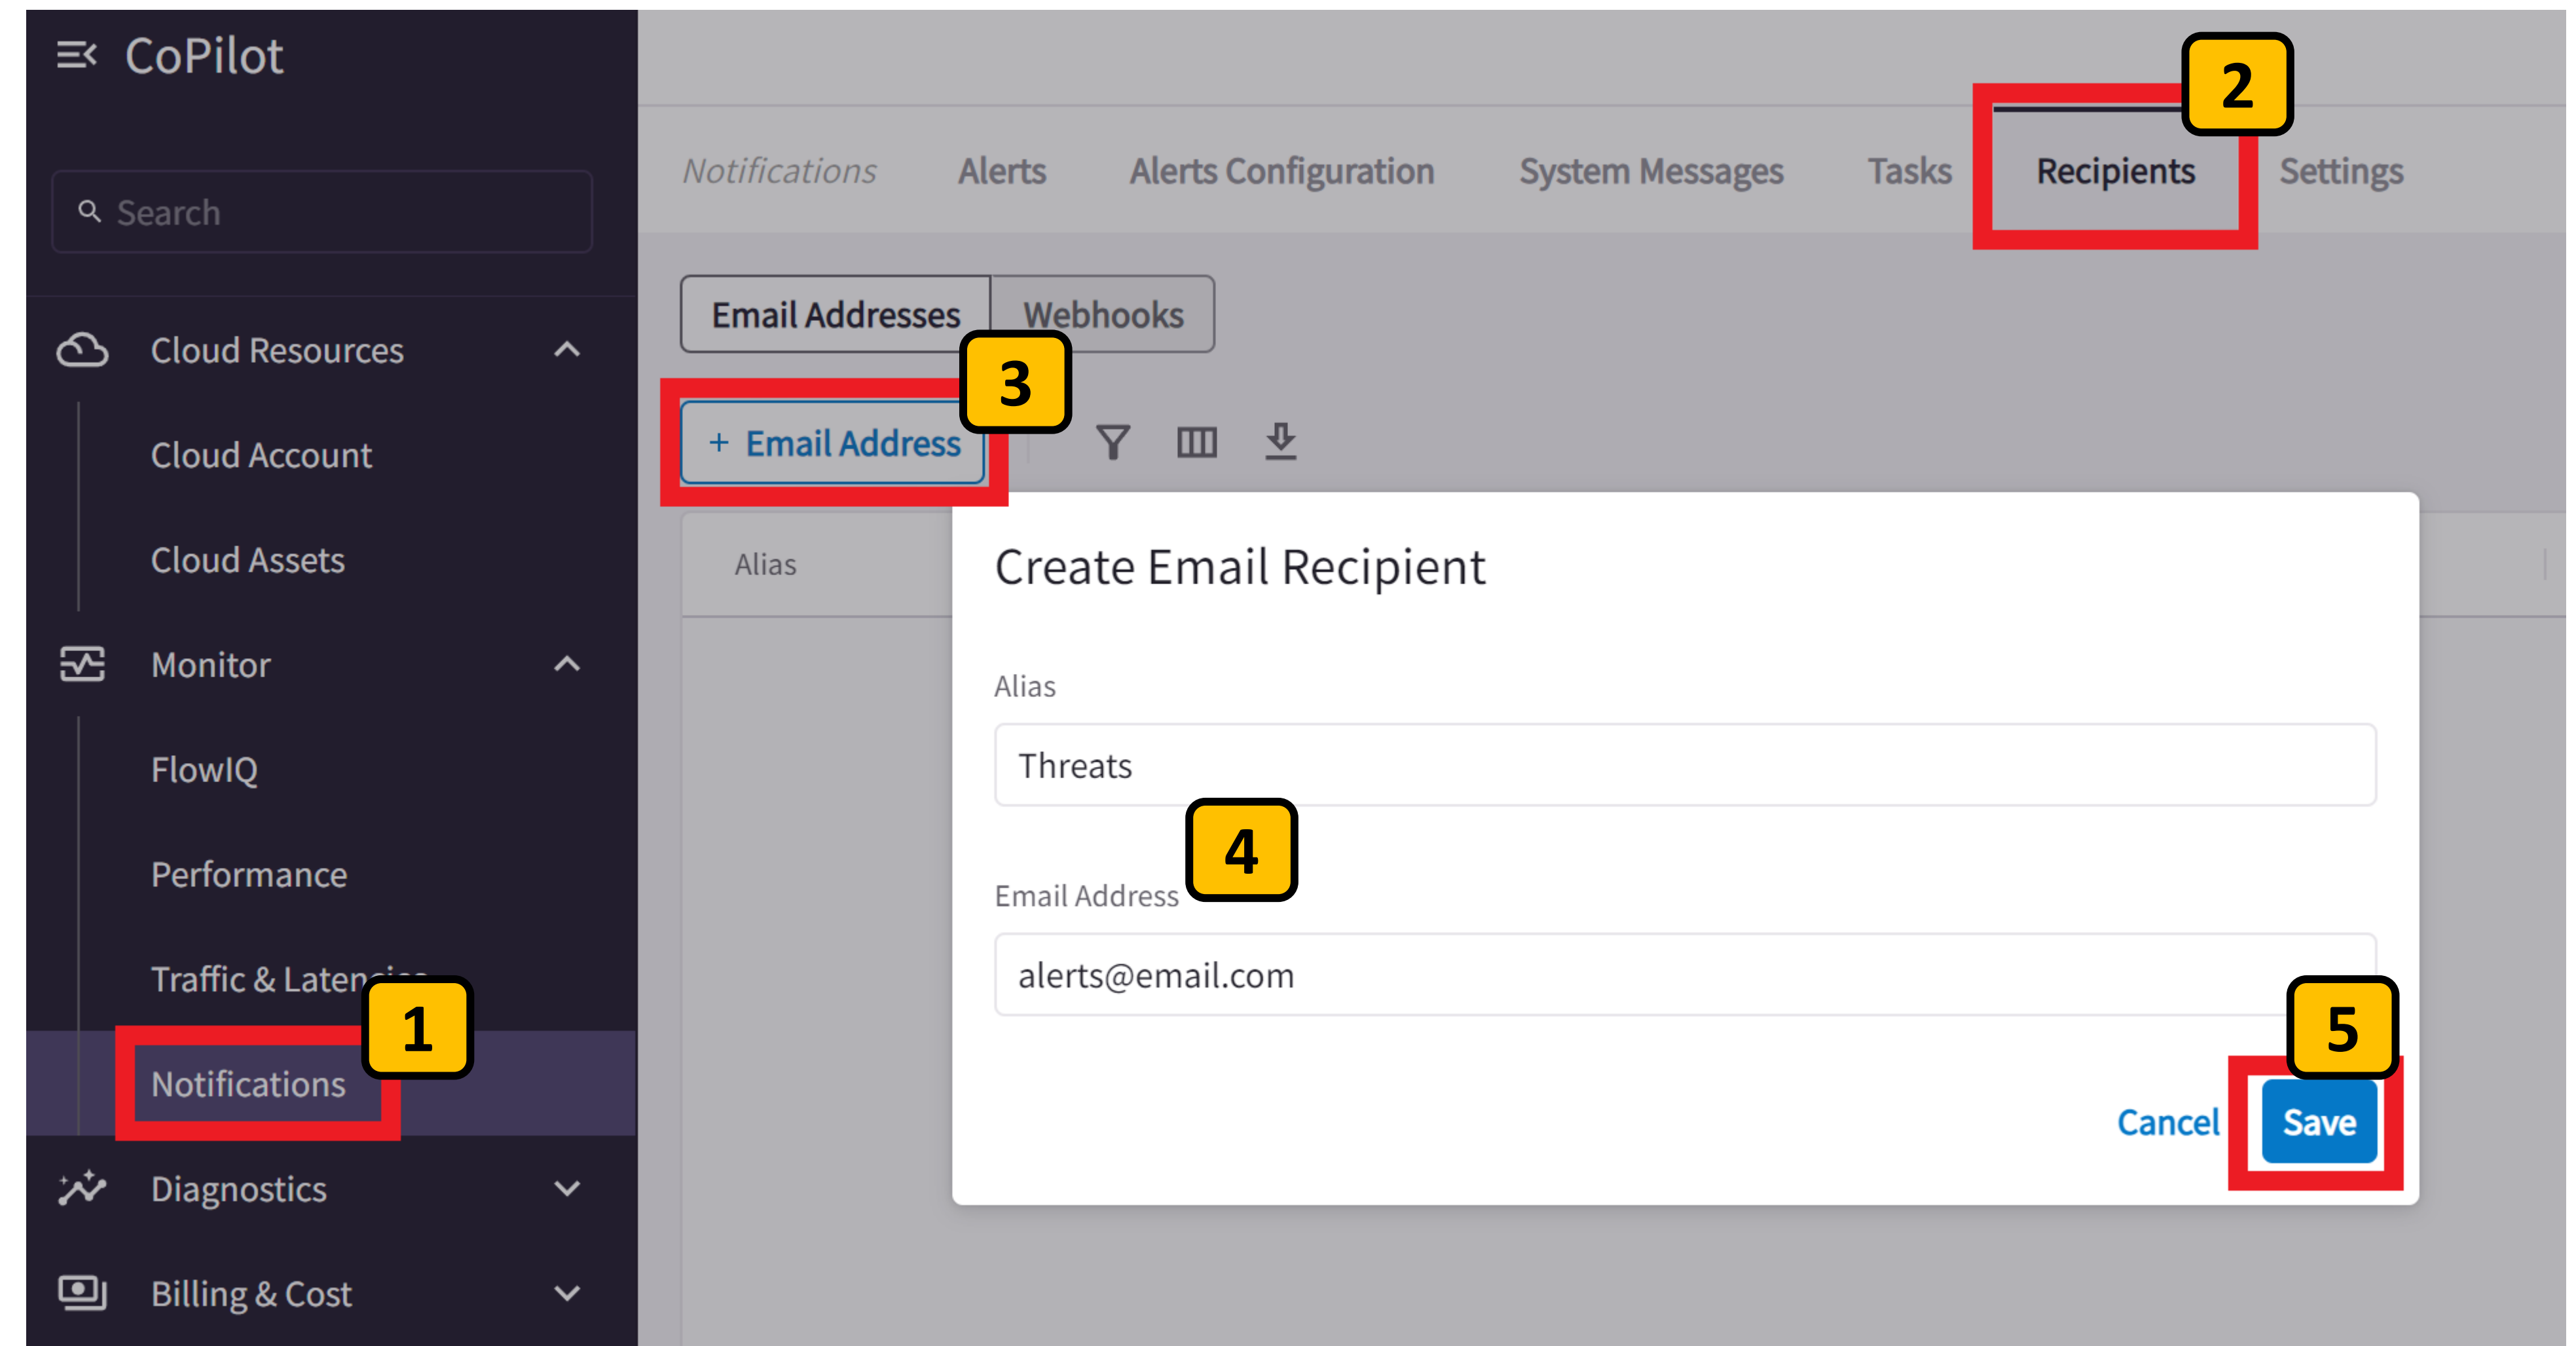 CoPilot
Search
Cloud Resources
Cloud Account
Cloud Assets
Monitor
FlowIQ
Performance
Traffic & Latencies
1
Notifications
Diagnostics
Billing & Cost
2
Notifications Alerts Alerts Configuration System Messages Tasks Recipients Settings
Email Addresses Webhooks
3
+ Email Address
Alias
Create Email Recipient
Alias
Threats
4
Email Address
alerts@email.com
5
Cancel Save